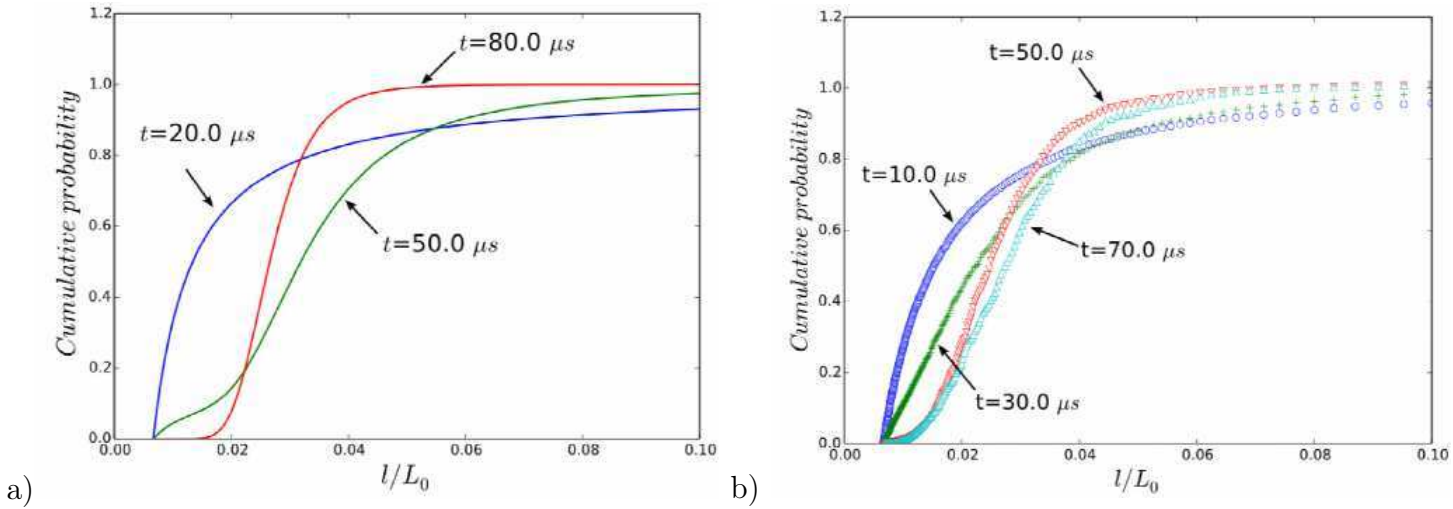 1.2
1.0
0.8
0.6
0.4
0.2
0.0
0.00 0.02 0.04 0.06 0.08 0.10
Cumulative probability
l/L₀
t=80.0 μs
t=20.0 μs
t=50.0 μs
a)
1.2
1.0
0.8
0.6
0.4
0.2
0.0
0.00 0.02 0.04 0.06 0.08 0.10
Cumulative probability
l/L₀
t=50.0 μs
t=10.0 μs
t=70.0 μs
t=30.0 μs
b)